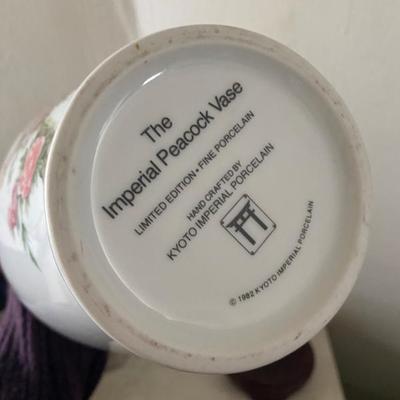 The
Imperial Peacock Vase
LIMITED EDITION • FINE PORCELAIN
HAND CRAFTED BY
KYOTO IMPERIAL PORCELAIN
© 1982 KYOTO IMPERIAL PORCELAIN